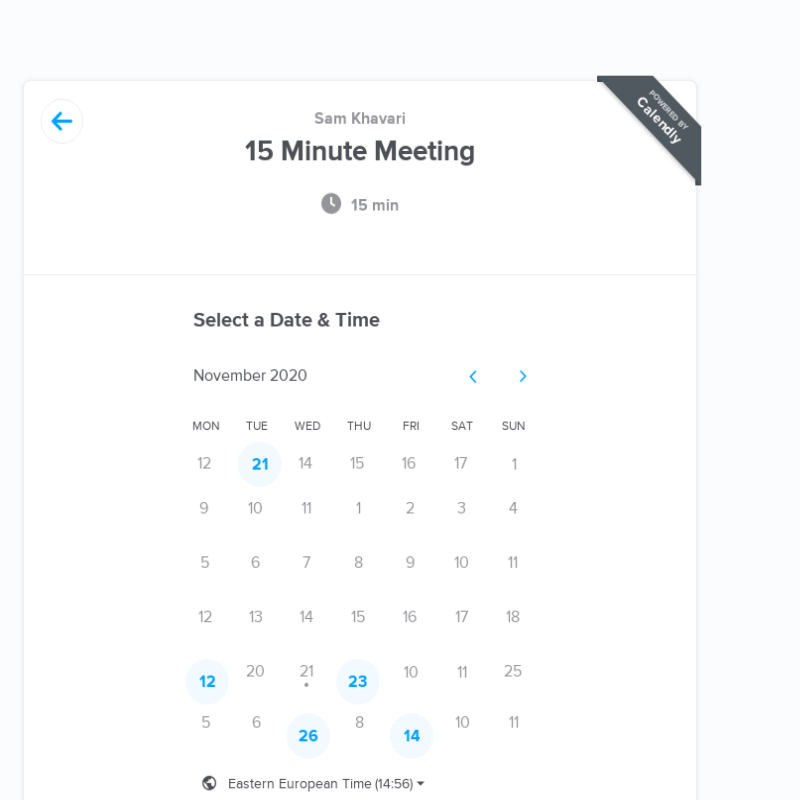 Sam Khavari
POWERED BY
Calendly
15 Minute Meeting
15 min
Select a Date & Time
November 2020
MON TUE WED THU FRI SAT SUN
12 21 14 15 16 17 1
9 10 11 1 2 3 4
5 6 7 8 9 10 11
12 13 14 15 16 17 18
12 20 21 23 10 11 25
5 6 26 8 14 10 11
Eastern European Time (14:56)